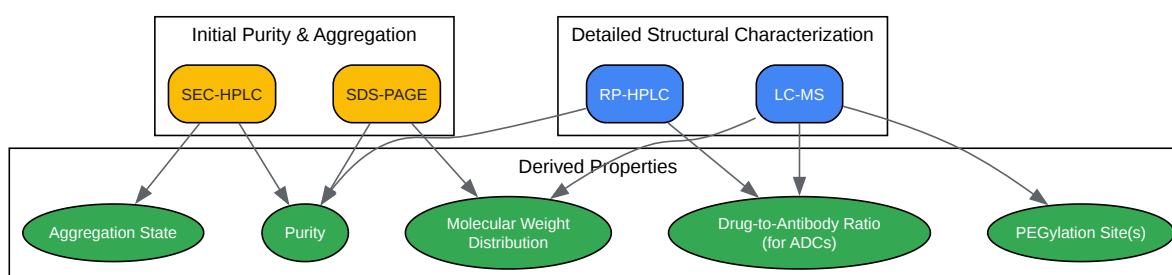 Initial Purity & Aggregation
Detailed Structural Characterization
SEC-HPLC
SDS-PAGE
RP-HPLC
LC-MS
Derived Properties
Aggregation State
Purity
Molecular Weight
Distribution
Drug-to-Antibody Ratio
(for ADCs)
PEGylation Site(s)